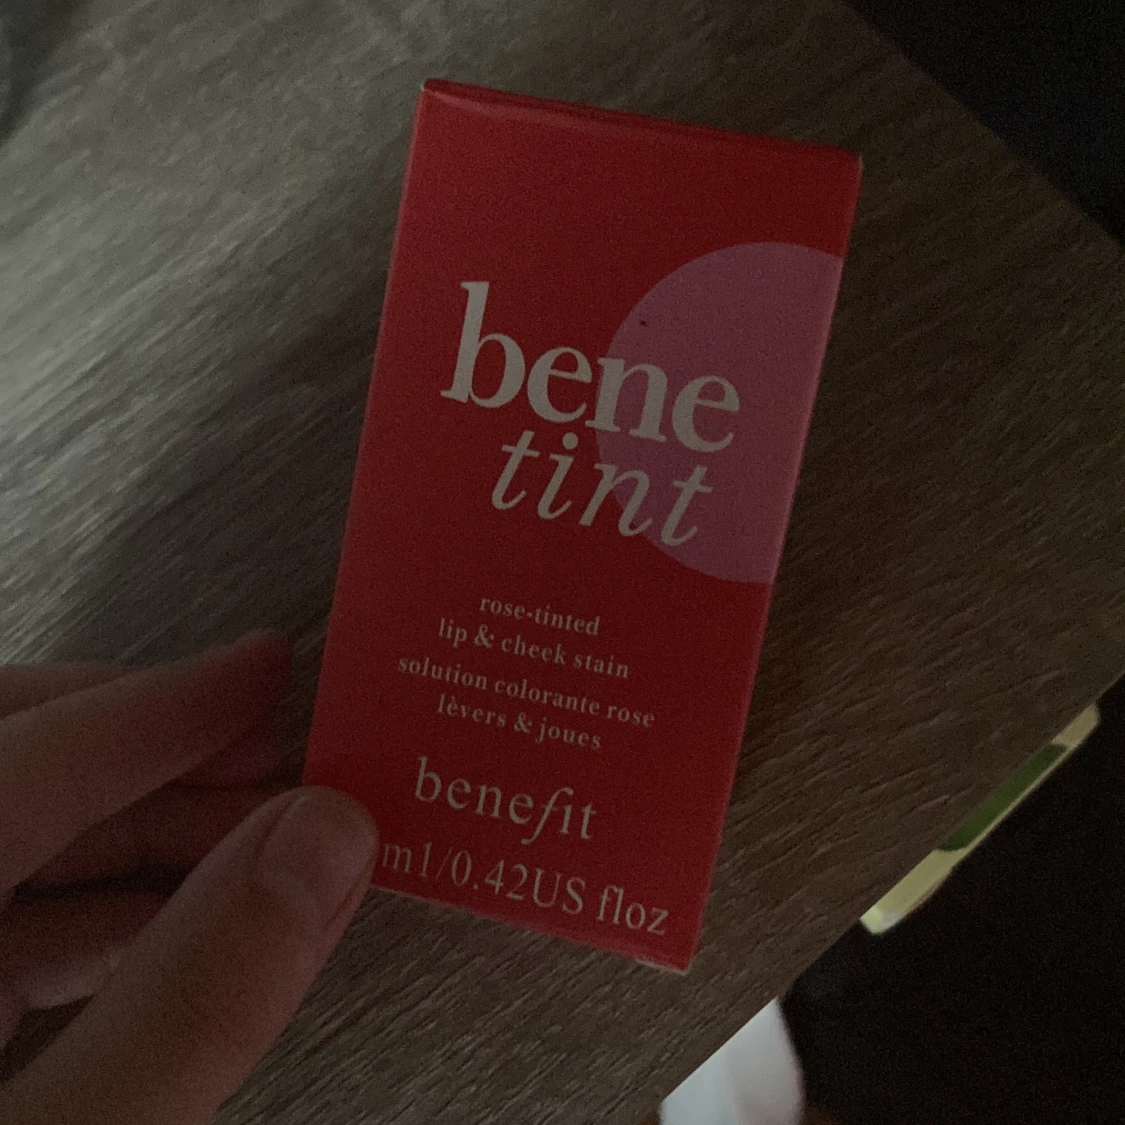 bene
tint
rose-tinted
lip & cheek stain
solution colorante rose
lèvers & joues
benefit
ml/0.42US floz